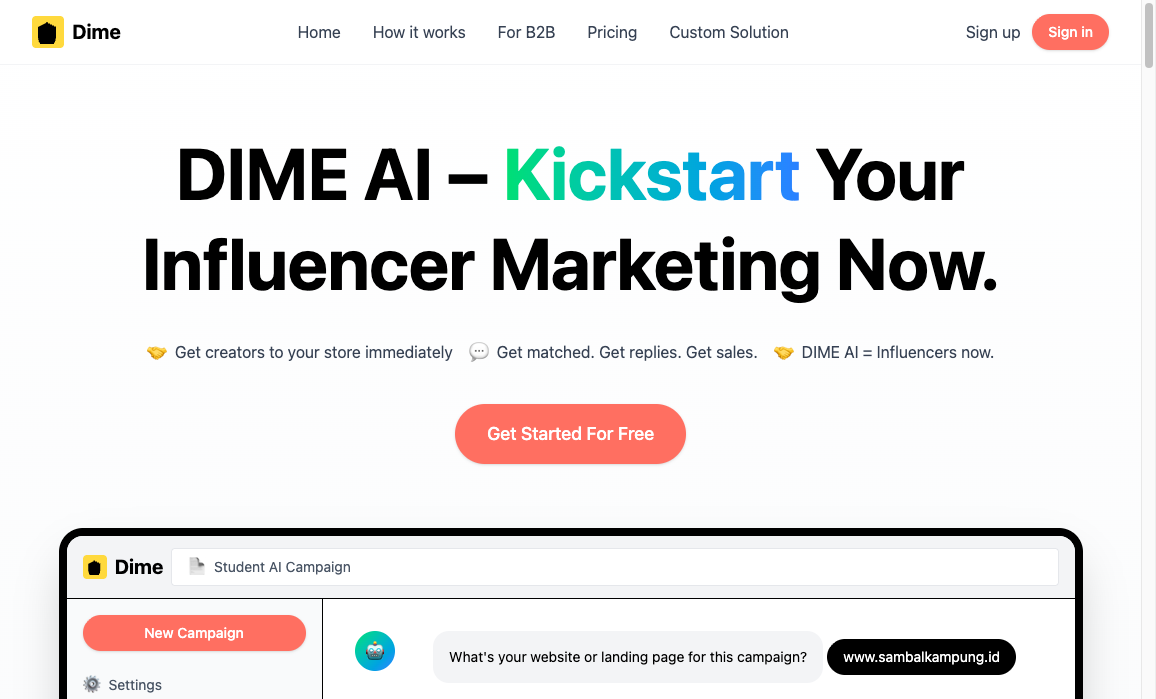 Dime
Home How it works For B2B Pricing Custom Solution Sign up Sign in
DIME AI – Kickstart Your
Influencer Marketing Now.
🤝 Get creators to your store immediately 💬 Get matched. Get replies. Get sales. 🤝 DIME AI = Influencers now.
Get Started For Free
Dime Student AI Campaign
New Campaign
What's your website or landing page for this campaign? www.sambalkampung.id
Settings